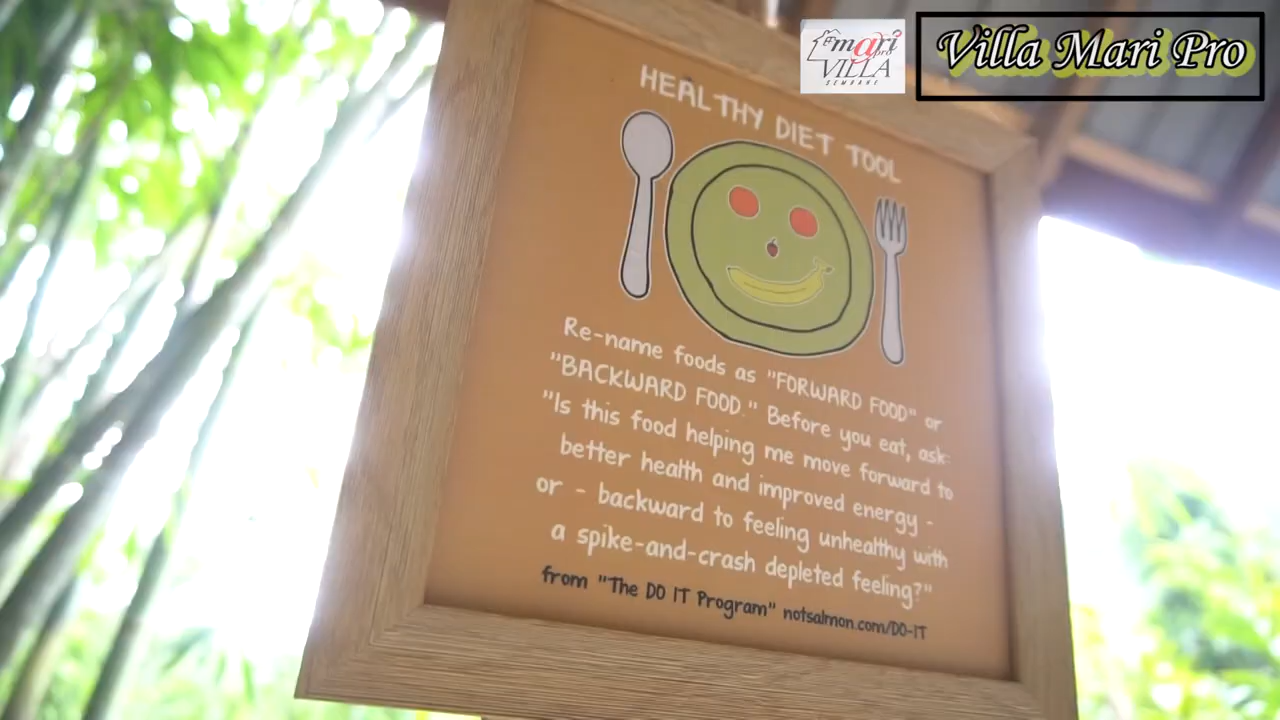 mari
pro
VILLA
SEMBANE
Villa Mari Pro
HEALTHY DIET TOOL
Re-name foods as "FORWARD FOOD" or
"BACKWARD FOOD." Before you eat, ask:
"Is this food helping me move forward to
better health and improved energy -
or - backward to feeling unhealthy with
a spike-and-crash depleted feeling?"
from "The DO IT Program" notsalmon.com/DO-IT